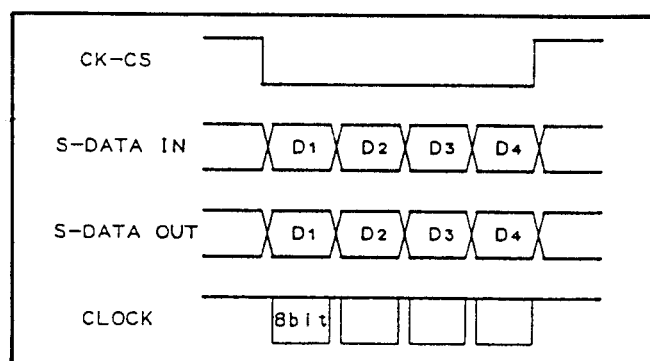 CK-CS
S-DATA IN D1 D2 D3 D4
S-DATA OUT D1 D2 D3 D4
CLOCK 8bit